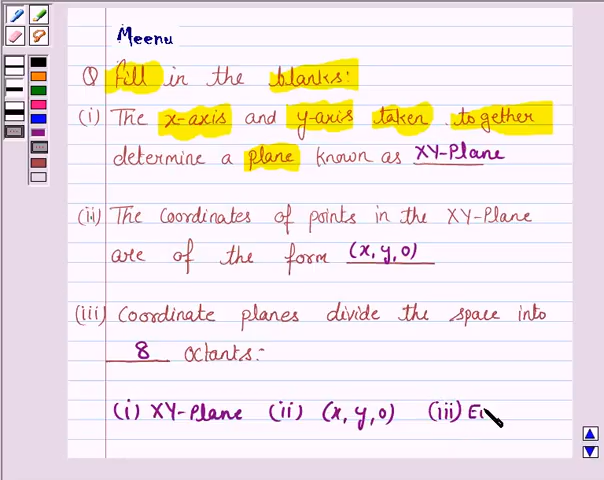 Meenu
Q Fill in the blanks:
(i) The x-axis and y-axis taken together
determine a plane known as XY-Plane
(ii) The Coordinates of points in the XY-Plane
are of the form (x, y, 0)
(iii) Coordinate planes divide the space into
8 Octants:-
(i) XY-Plane (ii) (x, y, 0) (iii) Ei